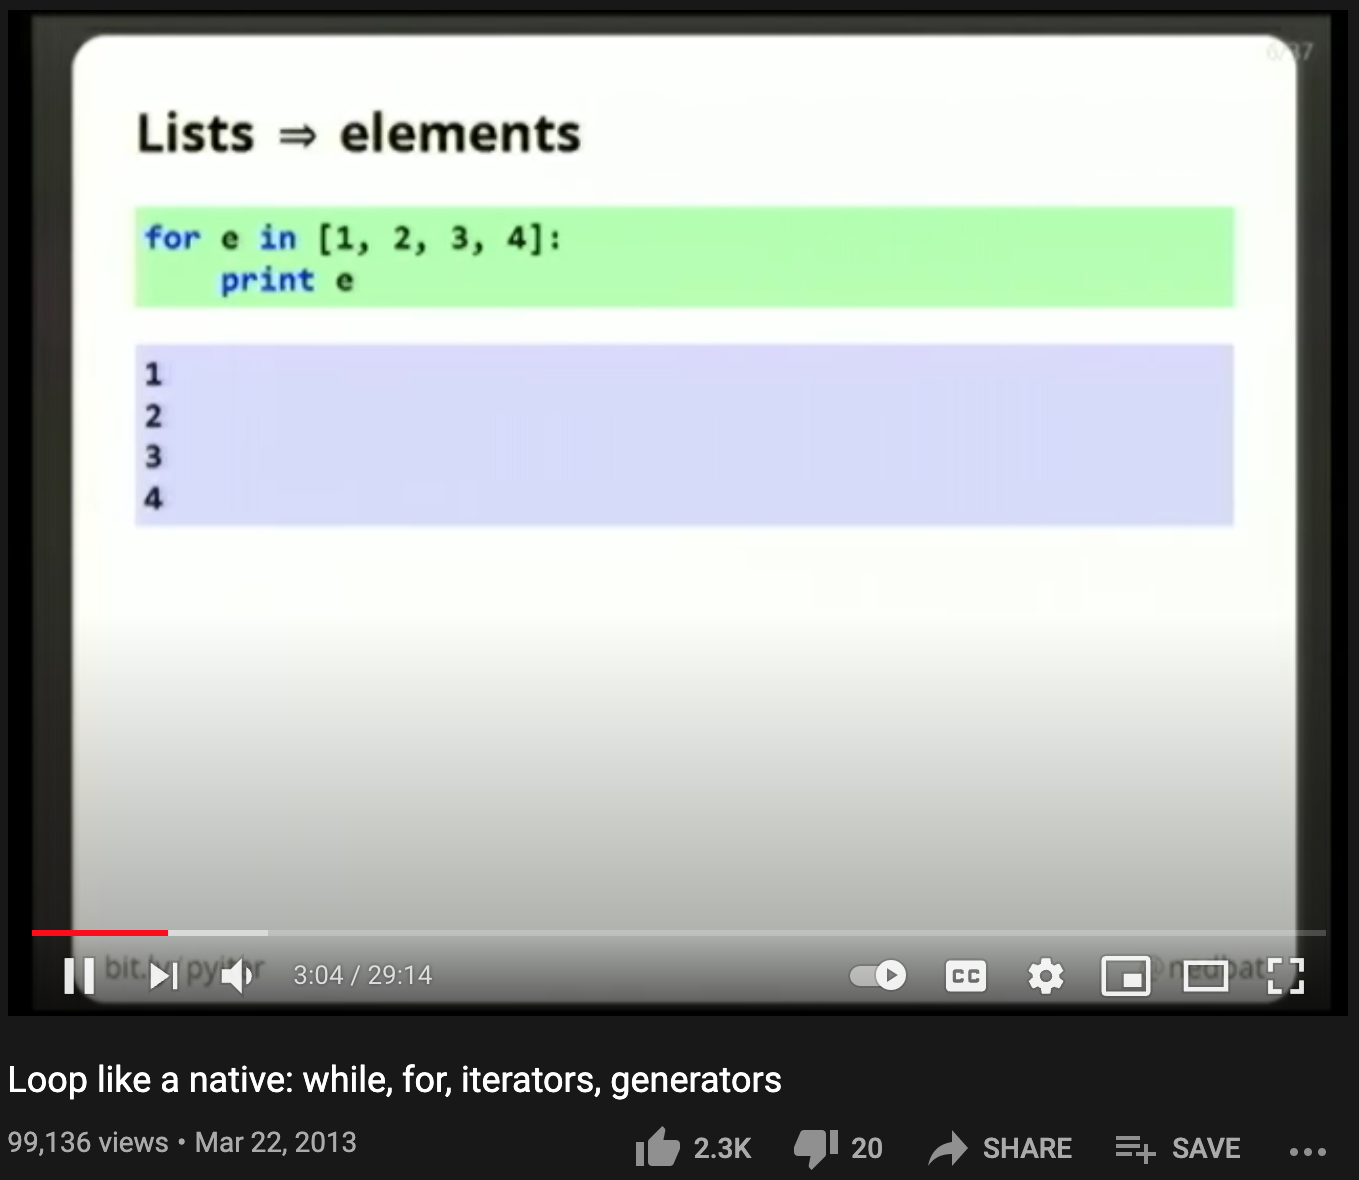 6/37
Lists ⇒ elements
for e in [1, 2, 3, 4]:
    print e
1
2
3
4
bit.ly/pyiter
@nedbat
3:04 / 29:14
CC
Loop like a native: while, for, iterators, generators
99,136 views • Mar 22, 2013
2.3K
20
SHARE
SAVE